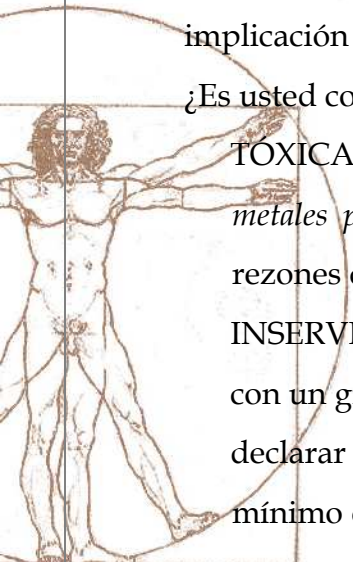 implicación
¿Es usted co
TÓXICA
metales p
rezones
INSERVI
con un g
declarar
mínimo